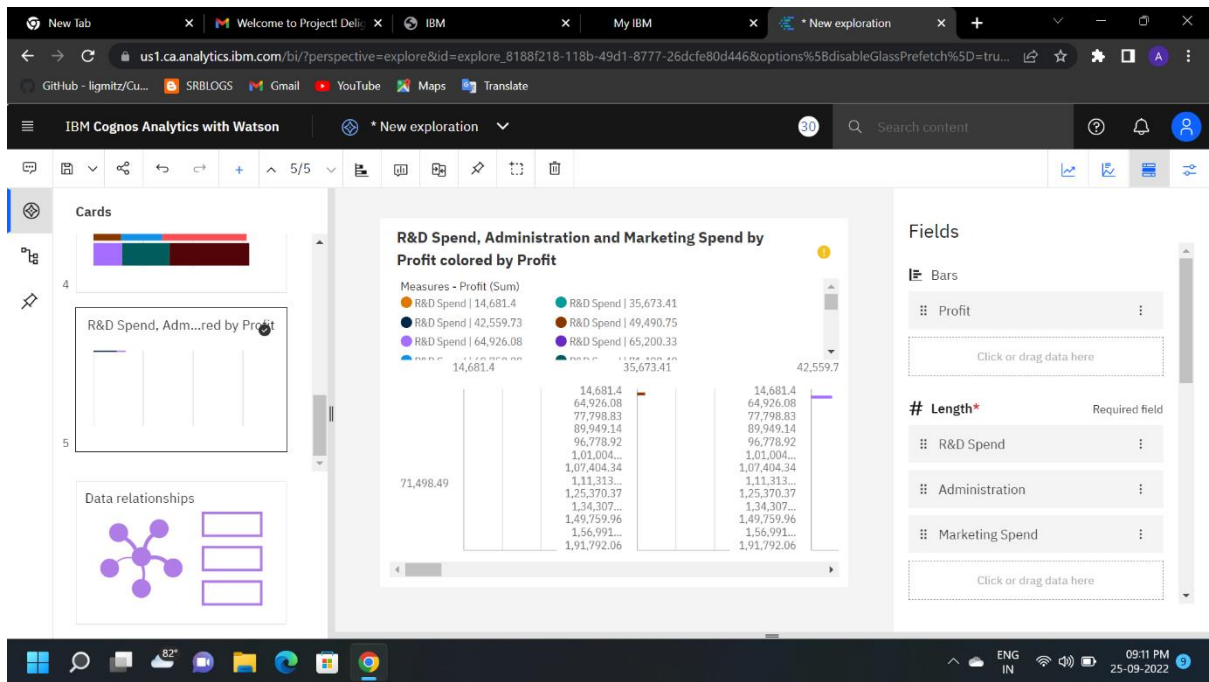 New Tab
Welcome to Project! Delig
IBM
My IBM
* New exploration
us1.ca.analytics.ibm.com/bi/?perspective=explore&id=explore_8188f218-118b-49d1-8777-26dcfe80d446&options%5BdisableGlassPrefetch%5D=tru...
A
GitHub - ligmitz/Cu...
SRBLOGS
Gmail
YouTube
Maps
Translate
IBM Cognos Analytics with Watson
* New exploration
30
Search content
5/5
Cards
4
R&D Spend, Adm...red by Profit
5
Data relationships
R&D Spend, Administration and Marketing Spend by
Profit colored by Profit
Measures - Profit (Sum)
R&D Spend | 14,681.4
R&D Spend | 35,673.41
R&D Spend | 42,559.73
R&D Spend | 49,490.75
R&D Spend | 64,926.08
R&D Spend | 65,200.33
14,681.4
35,673.41
42,559.7
71,498.49
14,681.4
64,926.08
77,798.83
89,949.14
96,778.92
1,01,004...
1,07,404.34
1,11,313...
1,25,370.37
1,34,307...
1,49,759.96
1,56,991...
1,91,792.06
14,681.4
64,926.08
77,798.83
89,949.14
96,778.92
1,01,004...
1,07,404.34
1,11,313...
1,25,370.37
1,34,307...
1,49,759.96
1,56,991...
1,91,792.06
Fields
Bars
Profit
Click or drag data here
# Length*
Required field
R&D Spend
Administration
Marketing Spend
Click or drag data here
82°
ENG
IN
09:11 PM
25-09-2022
9